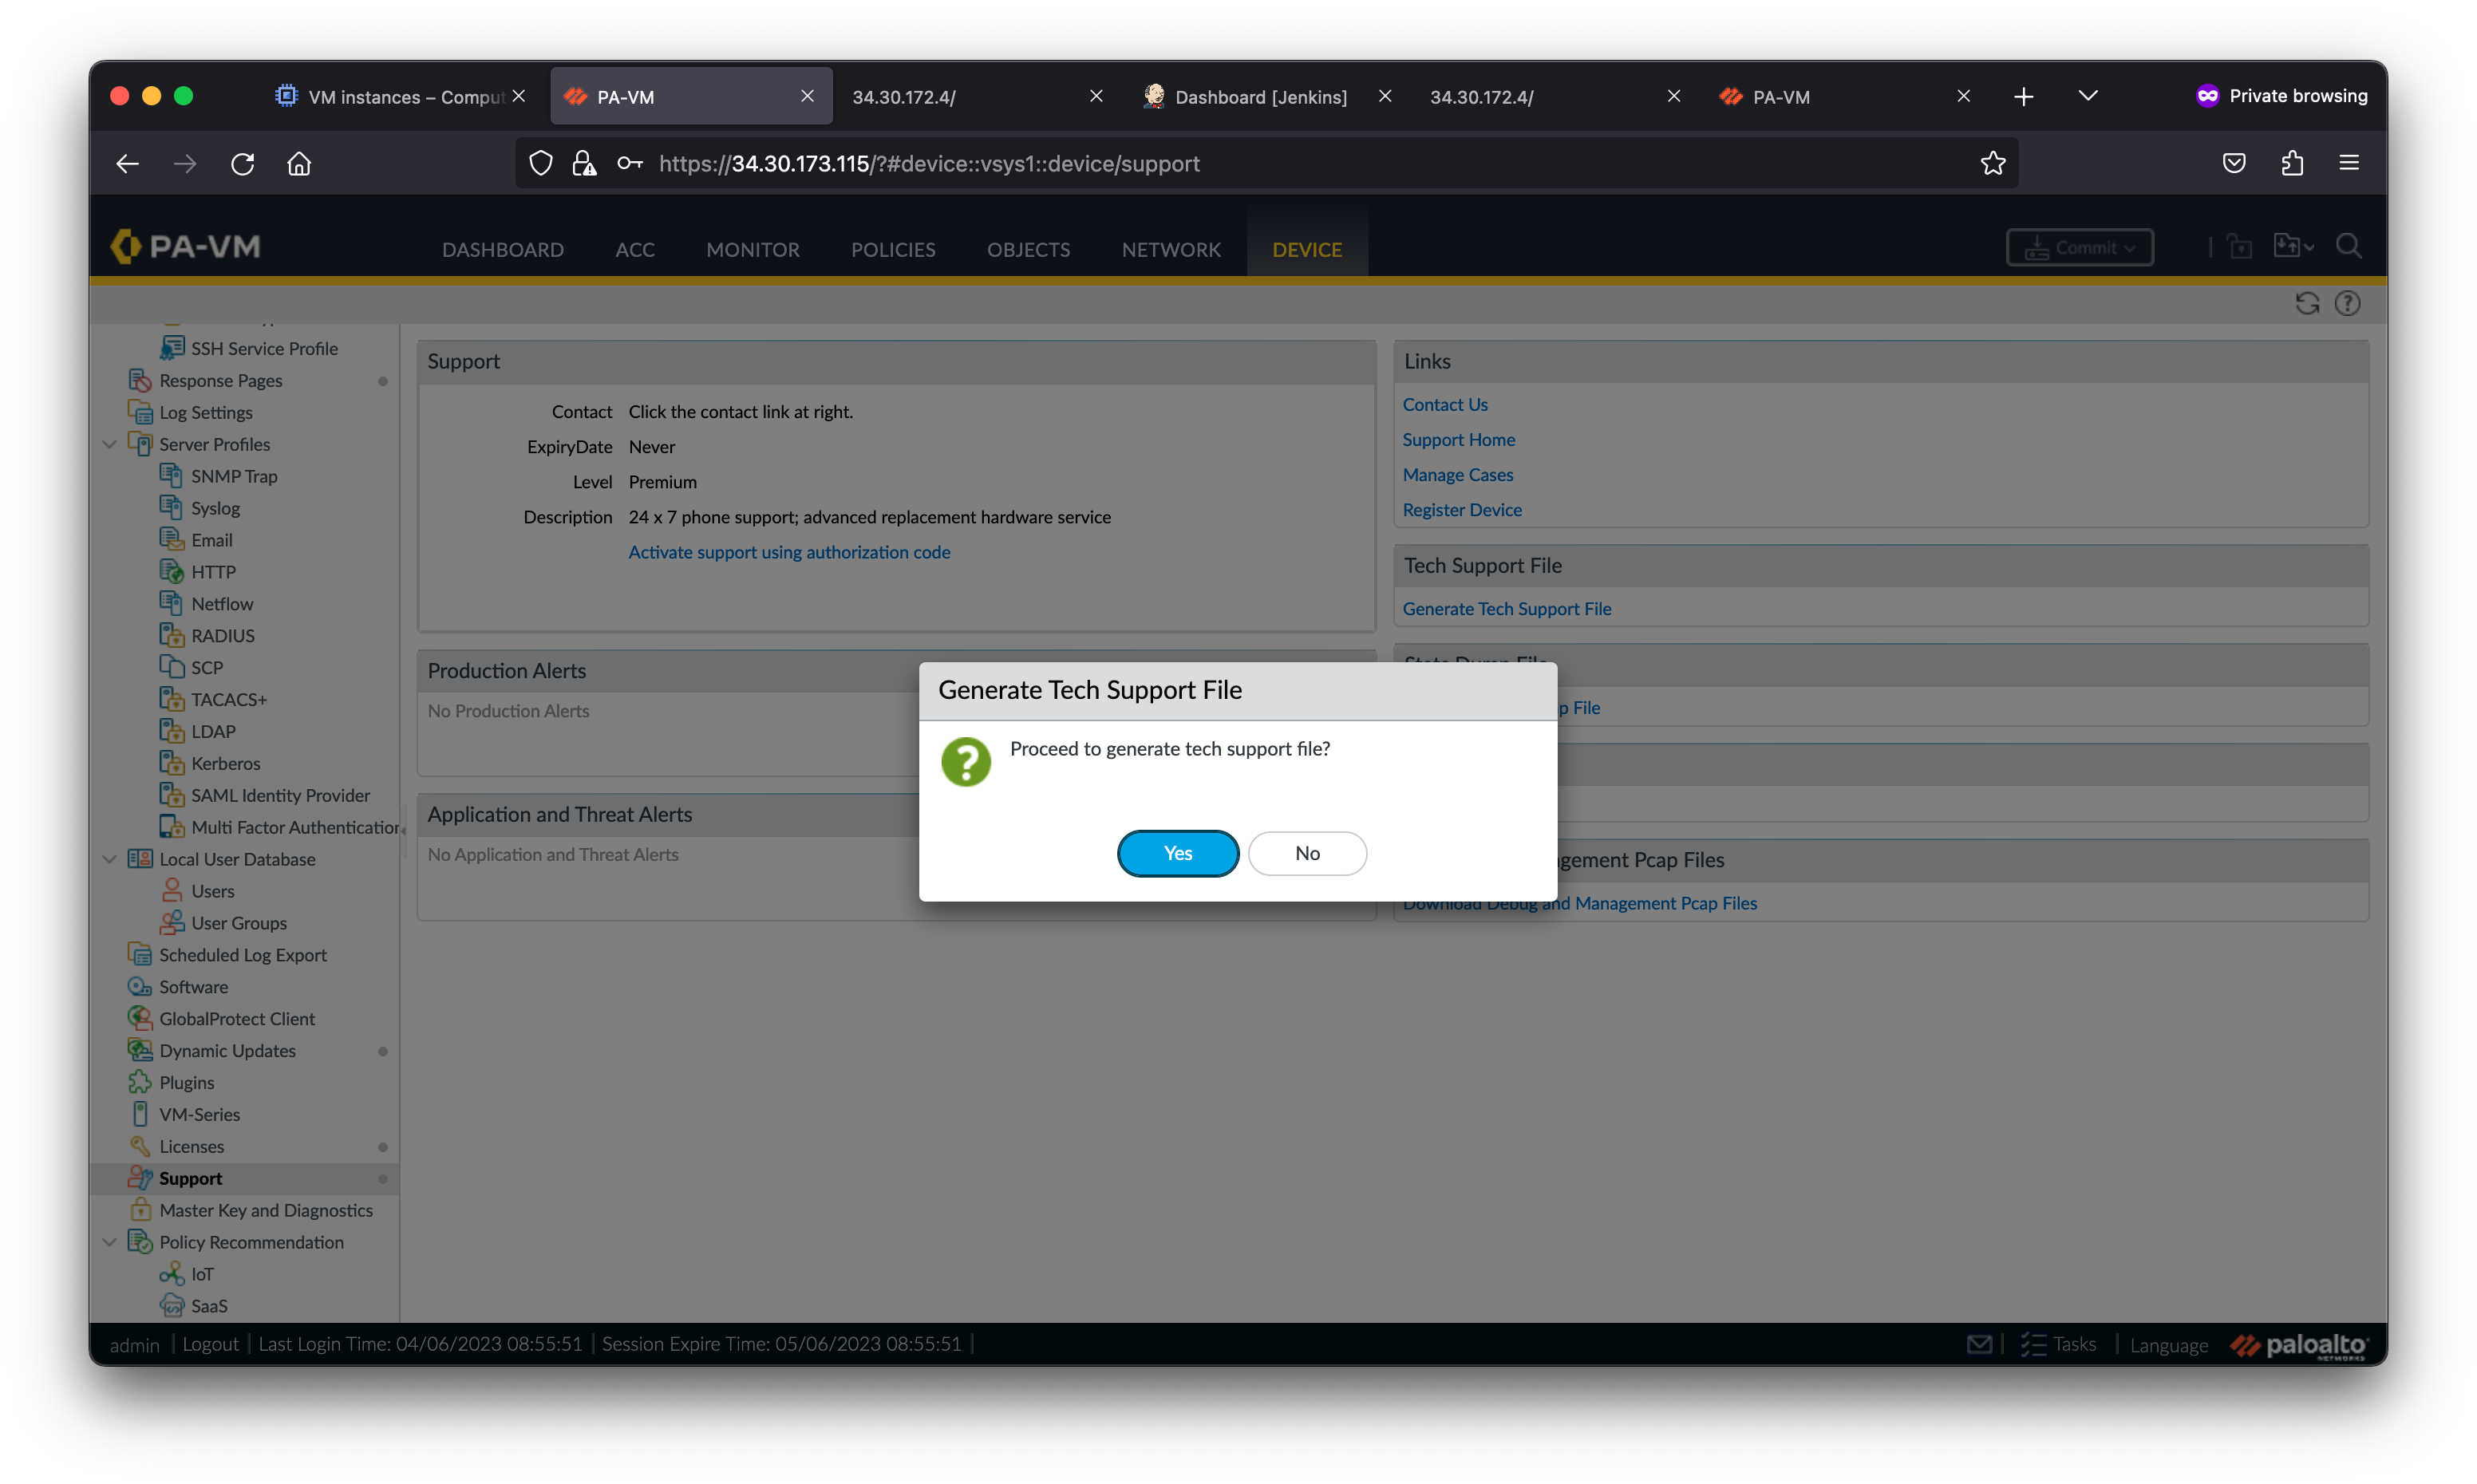 VM instances – Comput
PA-VM
34.30.172.4/
Dashboard [Jenkins]
34.30.172.4/
PA-VM
Private browsing
https://34.30.173.115/?#device::vsys1::device/support
PA-VM
DASHBOARD
ACC
MONITOR
POLICIES
OBJECTS
NETWORK
DEVICE
Commit
SSH Service Profile
Response Pages
Log Settings
Server Profiles
SNMP Trap
Syslog
Email
HTTP
Netflow
RADIUS
SCP
TACACS+
LDAP
Kerberos
SAML Identity Provider
Multi Factor Authentication
Local User Database
Users
User Groups
Scheduled Log Export
Software
GlobalProtect Client
Dynamic Updates
Plugins
VM-Series
Licenses
Support
Master Key and Diagnostics
Policy Recommendation
IoT
SaaS
Support
Contact Click the contact link at right.
ExpiryDate Never
Level Premium
Description 24 x 7 phone support; advanced replacement hardware service
Activate support using authorization code
Production Alerts
No Production Alerts
Application and Threat Alerts
No Application and Threat Alerts
Links
Contact Us
Support Home
Manage Cases
Register Device
Tech Support File
Generate Tech Support File
State Dump File
p File
gement Pcap Files
Download Debug and Management Pcap Files
Generate Tech Support File
Proceed to generate tech support file?
Yes
No
admin | Logout | Last Login Time: 04/06/2023 08:55:51 | Session Expire Time: 05/06/2023 08:55:51 |
Tasks | Language
paloalto
NETWORKS